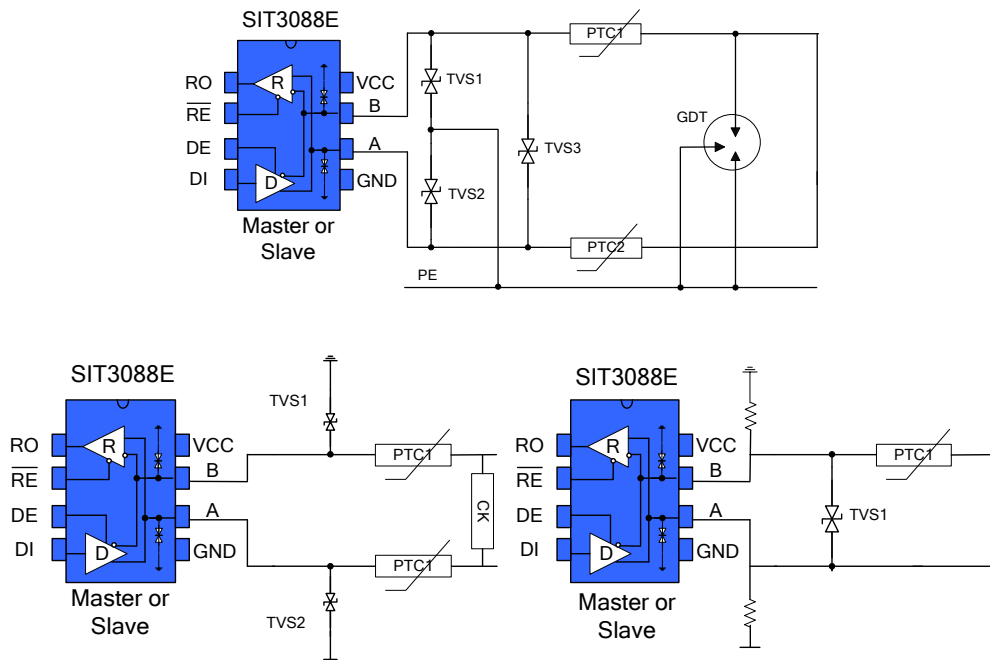 SIT3088E
RO
RE
DE
DI
R
D
VCC
B
A
GND
Master or
Slave
TVS1
TVS2
TVS3
PTC1
PTC2
GDT
PE
SIT3088E
RO
RE
DE
DI
R
D
VCC
B
A
GND
Master or
Slave
TVS1
TVS2
PTC1
PTC1
CK
SIT3088E
RO
RE
DE
DI
R
D
VCC
B
A
GND
Master or
Slave
TVS1
PTC1